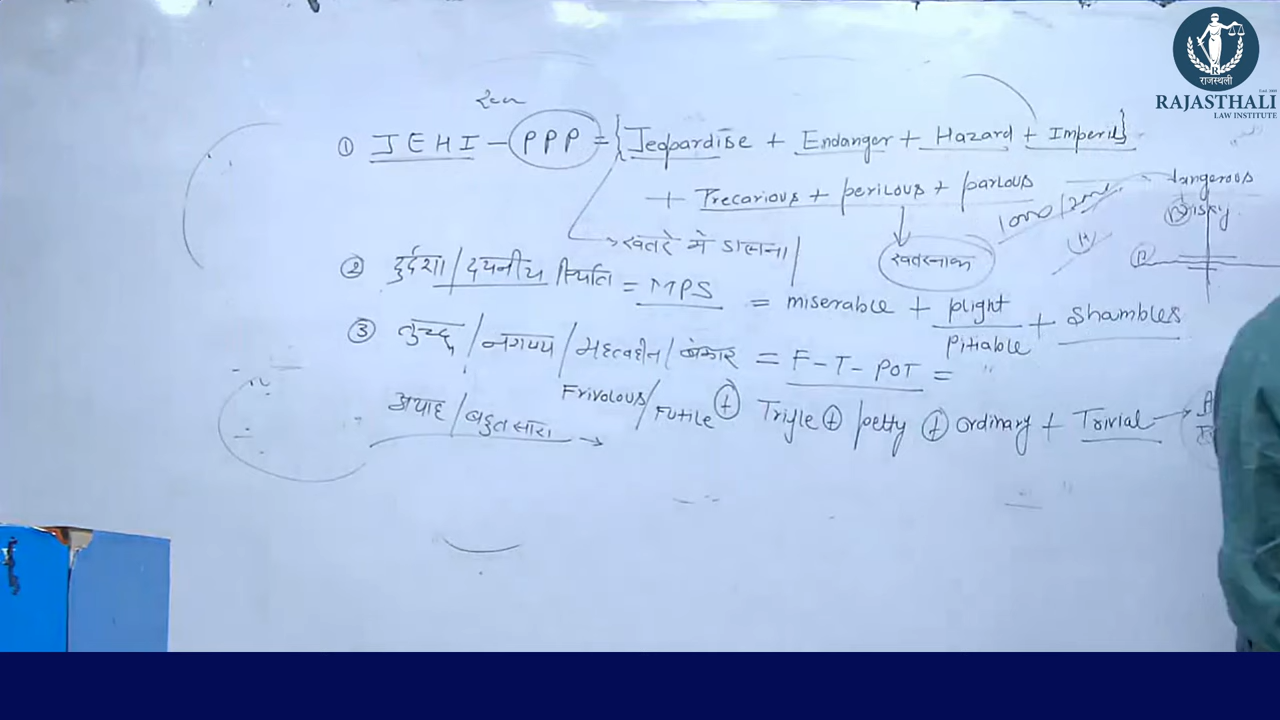 राजस्थली
RAJASTHALI
LAW INSTITUTE
① JEHI - PPP = {Jeopardise + Endanger + Hazard + Imperil}
+ Precarious + perilous + parlous dangerous
Risky
→ खतरे में डालना
खतरनाक
② दुर्दशा / दयनीय स्थिति = MPS = miserable + plight / Pitiable + Shambles
③ तुच्छ / नगण्य / महत्वहीन / बेकार = F-T-POT =
Frivolous / Futile + Trifle + petty + ordinary + Trivial →
अथाह / बहुत सारा →